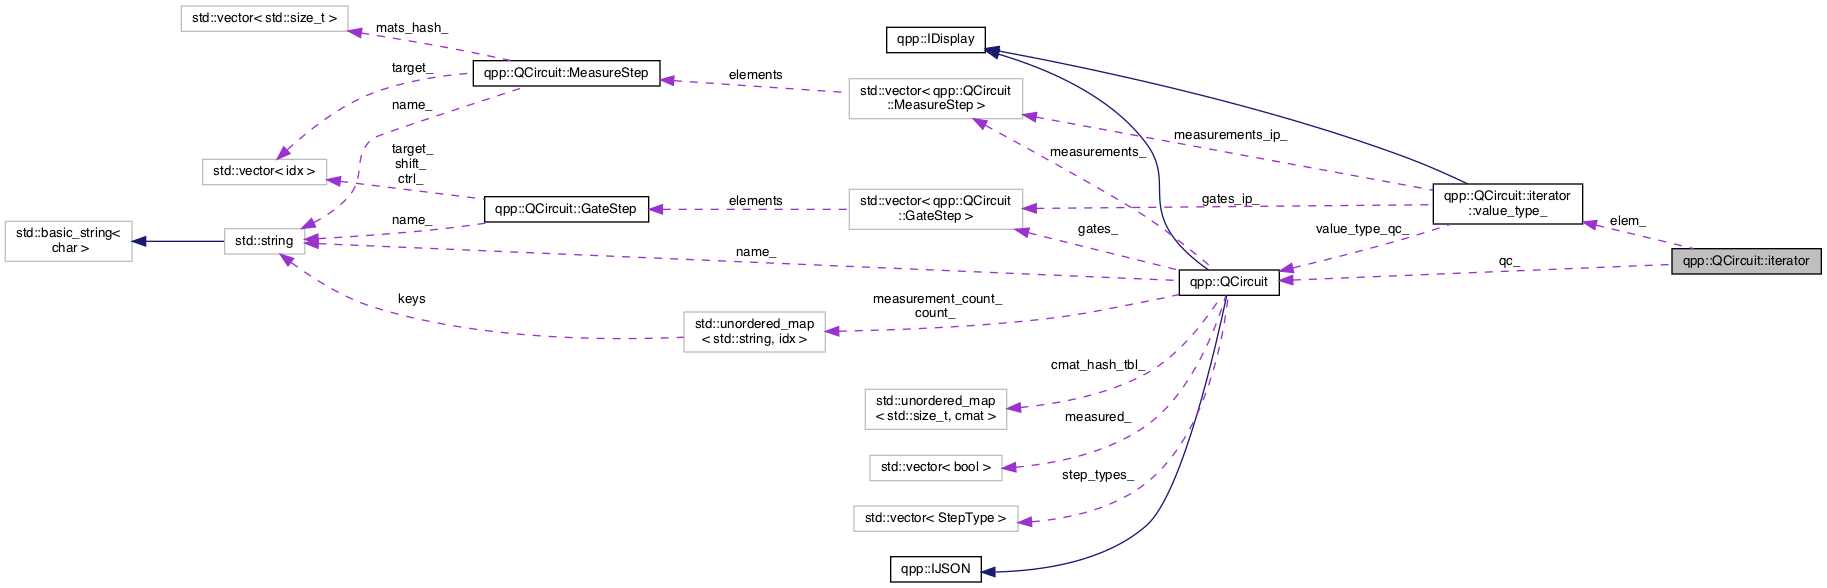 std::vector< std::size_t >
mats_hash_
qpp::IDisplay
target_
qpp::QCircuit::MeasureStep
elements
std::vector< qpp::QCircuit
::MeasureStep >
name_
measurements_ip_
measurements_
target_
shift_
ctrl_
std::vector< idx >
qpp::QCircuit::GateStep
elements
std::vector< qpp::QCircuit
::GateStep >
gates_ip_
qpp::QCircuit::iterator
::value_type_
elem_
name_
gates_
value_type_qc_
std::basic_string<
char >
std::string
name_
qc_
qpp::QCircuit::iterator
qpp::QCircuit
keys
measurement_count_
count_
std::unordered_map
< std::string, idx >
cmat_hash_tbl_
std::unordered_map
< std::size_t, cmat >
measured_
std::vector< bool >
step_types_
std::vector< StepType >
qpp::IJSON